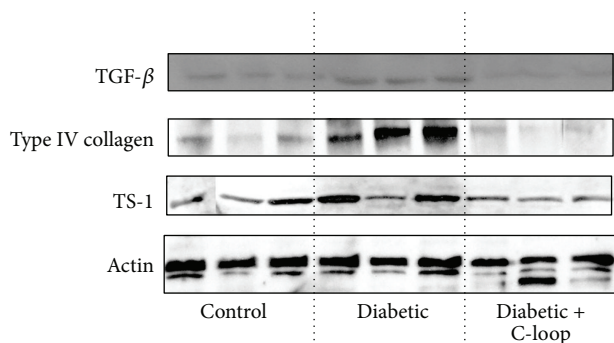 TGF-β
Type IV collagen
TS-1
Actin
Control
Diabetic
Diabetic +
C-loop